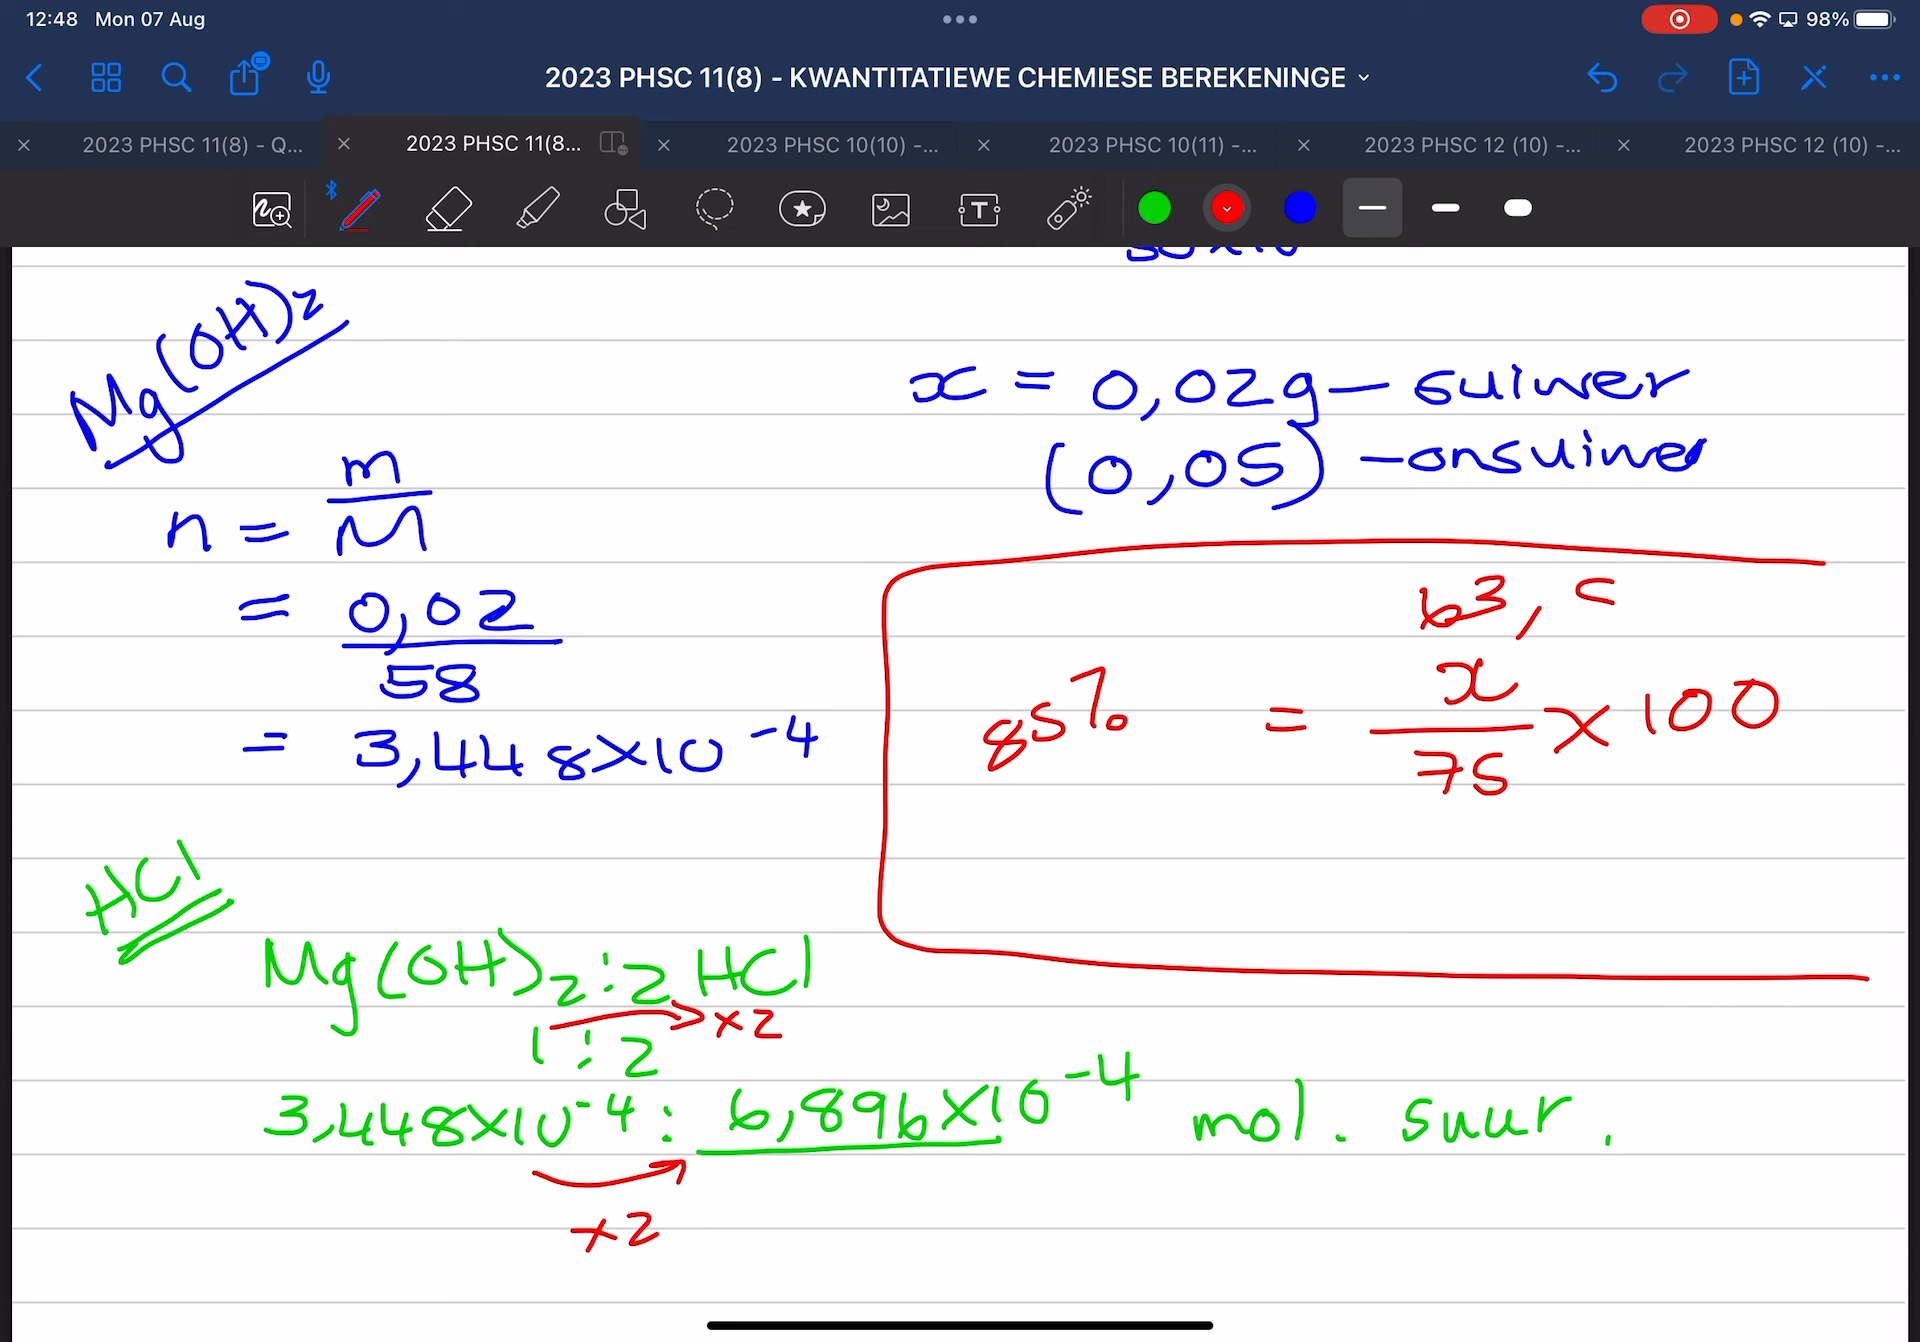 12:48 Mon 07 Aug
98%
2023 PHSC 11(8) - KWANTITATIEWE CHEMIESE BEREKENINGE
2023 PHSC 11(8) - Q...
2023 PHSC 11(8...
2023 PHSC 10(10) -...
2023 PHSC 10(11) -...
2023 PHSC 12 (10) -...
2023 PHSC 12 (10) -...
Mg(OH)2
x = 0,02g – suiwer
(0,05) – onsuiwer
n = m/M
= 0,02/58
= 3,448×10^-4
63,
85% = x/75 × 100
HCl
Mg(OH)2 : 2 HCl
×2
1 : 2
3,448×10^-4 : 6,896×10^-4 mol. suur.
×2